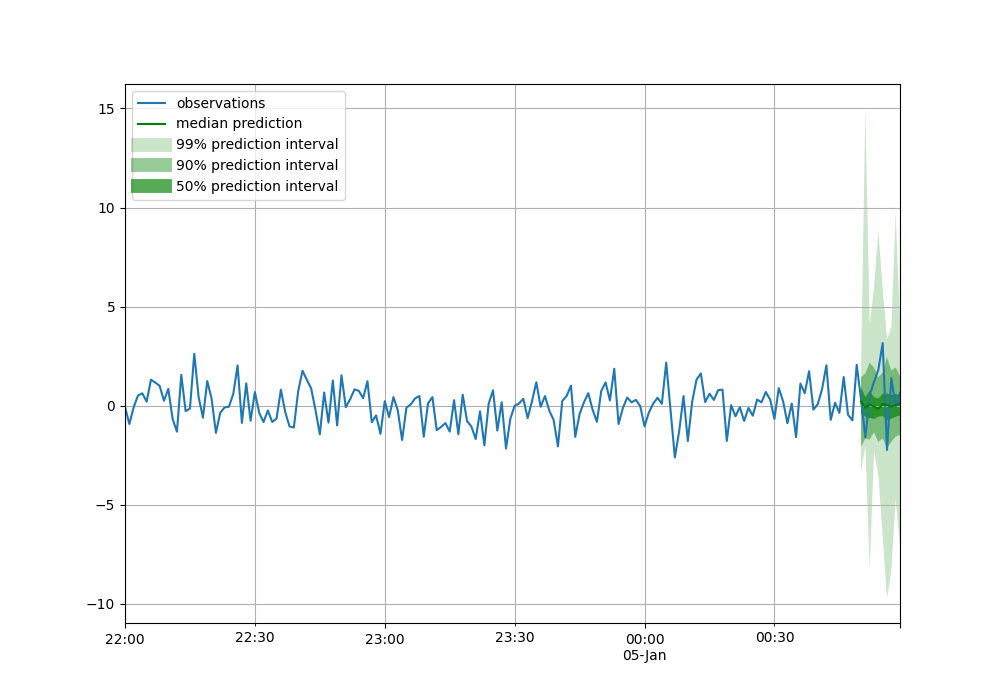 observations
median prediction
99% prediction interval
90% prediction interval
50% prediction interval
15
10
5
0
−5
−10
22:00
22:30
23:00
23:30
00:00
00:30
05-Jan